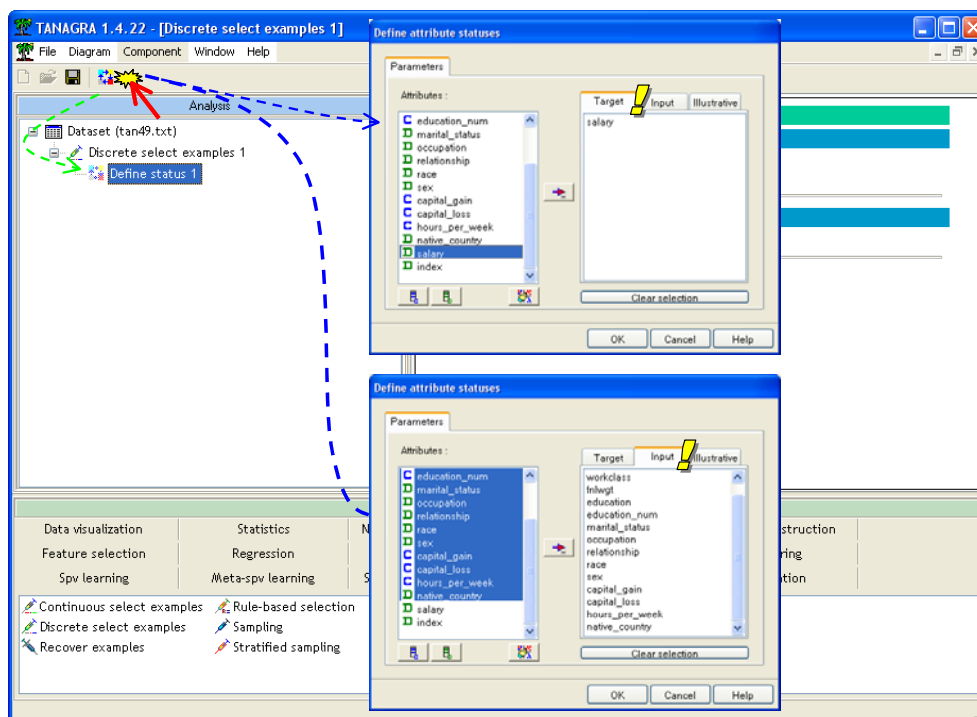 TANAGRA 1.4.22 - [Discrete select examples 1]
File Diagram Component Window Help
Analysis
Dataset (tan49.txt)
Discrete select examples 1
Define status 1
Define attribute statuses
Parameters
Attributes :
C education_num
D marital_status
D occupation
D relationship
D race
D sex
C capital_gain
C capital_loss
C hours_per_week
D native_country
D salary
D index
Target Input Illustrative
salary
Clear selection
OK Cancel Help
Define attribute statuses
Parameters
Attributes :
C education_num
D marital_status
D occupation
D relationship
D race
D sex
C capital_gain
C capital_loss
C hours_per_week
D native_country
D salary
D index
Target Input Illustrative
workclass
fnlwgt
education
education_num
marital_status
occupation
relationship
race
sex
capital_gain
capital_loss
hours_per_week
native_country
Clear selection
OK Cancel Help
Data visualization Statistics
Feature selection Regression
Spv learning Meta-spv learning
Continuous select examples Rule-based selection
Discrete select examples Sampling
Recover examples Stratified sampling